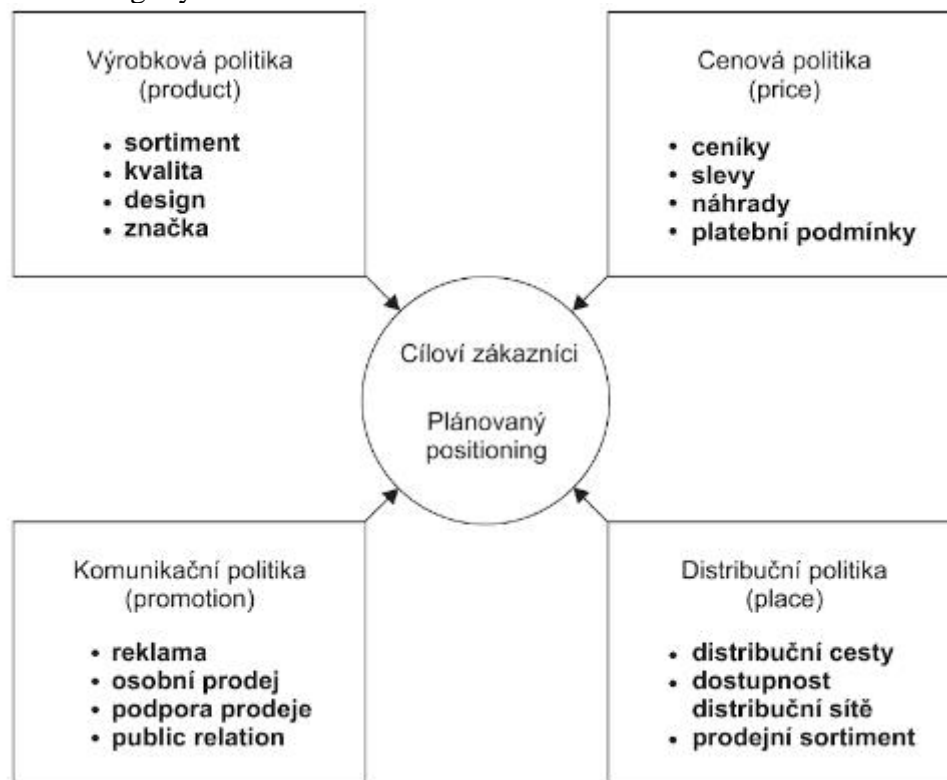 Výrobková politika
(product)
• sortiment
• kvalita
• design
• značka
Cenová politika
(price)
• ceníky
• slevy
• náhrady
• platební podmínky
Cíloví zákazníci
Plánovaný
positioning
Komunikační politika
(promotion)
• reklama
• osobní prodej
• podpora prodeje
• public relation
Distribuční politika
(place)
• distribuční cesty
• dostupnost
distribuční sítě
• prodejní sortiment